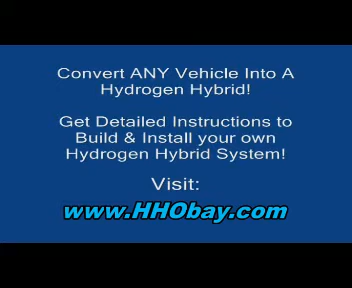 Convert ANY Vehicle Into A
Hydrogen Hybrid!
Get Detailed Instructions to
Build & Install your own
Hydrogen Hybrid System!
Visit:
www.HHObay.com